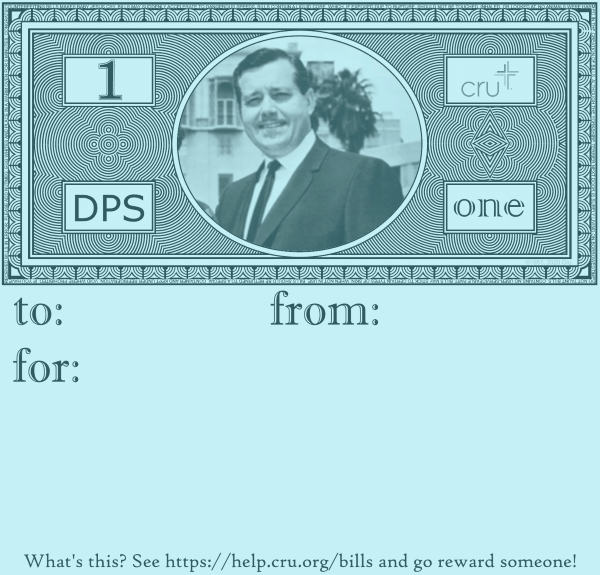 1
cru
DPS
one
to: from:
for:
What's this? See https://help.cru.org/bills and go reward someone!